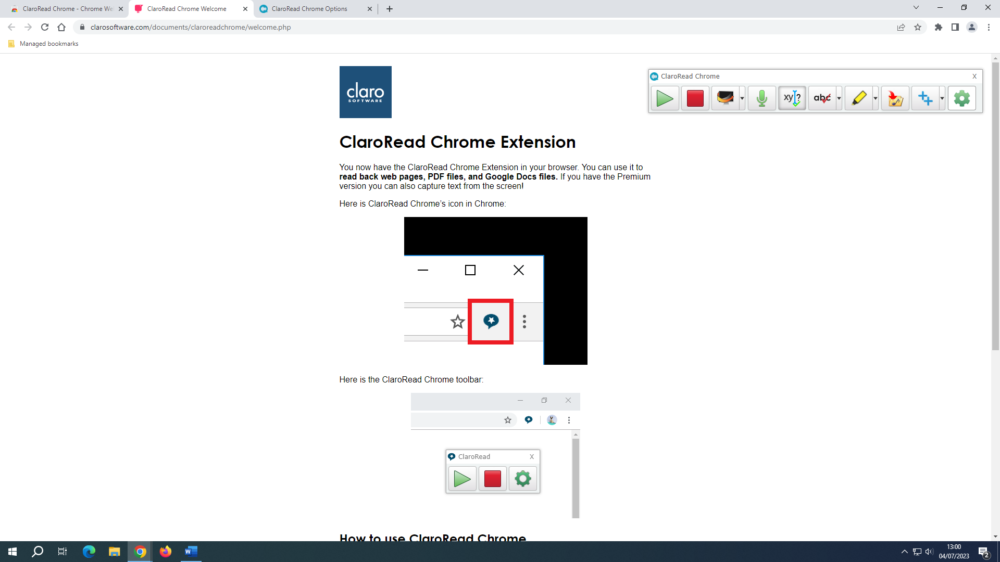 ClaroRead Chrome - Chrome We
ClaroRead Chrome Welcome
ClaroRead Chrome Options
clarosoftware.com/documents/claroreadchrome/welcome.php
Managed bookmarks
claro
SOFTWARE
ClaroRead Chrome
X
xy?
abc
ClaroRead Chrome Extension
You now have the ClaroRead Chrome Extension in your browser. You can use it to
read back web pages, PDF files, and Google Docs files. If you have the Premium
version you can also capture text from the screen!
Here is ClaroRead Chrome’s icon in Chrome:
Here is the ClaroRead Chrome toolbar:
ClaroRead
X
How to use ClaroRead Chrome
13:00
04/07/2023
2